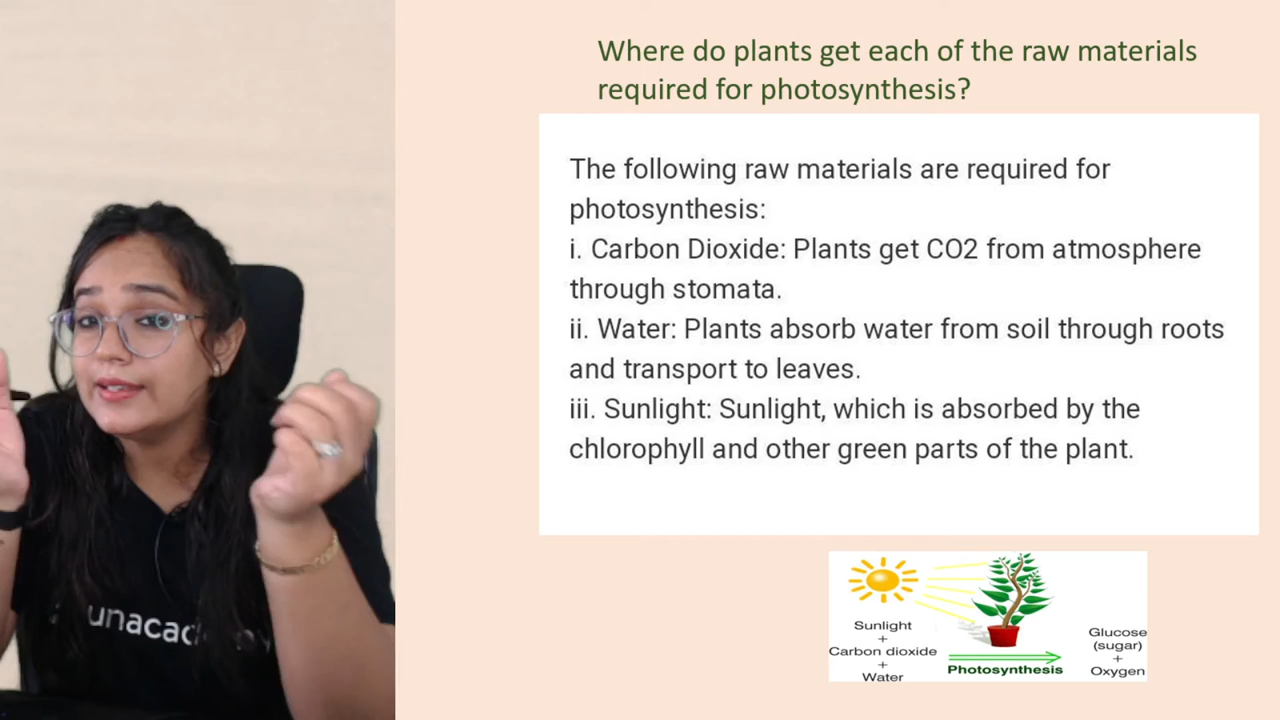 Where do plants get each of the raw materials
required for photosynthesis?
The following raw materials are required for
photosynthesis:
i. Carbon Dioxide: Plants get CO2 from atmosphere
through stomata.
ii. Water: Plants absorb water from soil through roots
and transport to leaves.
iii. Sunlight: Sunlight, which is absorbed by the
chlorophyll and other green parts of the plant.
Sunlight
+
Carbon dioxide
+
Water
Photosynthesis
Glucose
(sugar)
+
Oxygen
unacademy